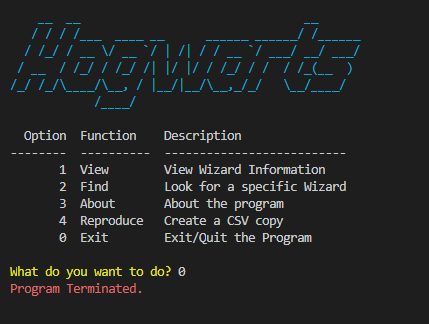 Hogwarts
Option Function Description
-------- ---------- --------------------------
1 View View Wizard Information
2 Find Look for a specific Wizard
3 About About the program
4 Reproduce Create a CSV copy
0 Exit Exit/Quit the Program
What do you want to do? 0
Program Terminated.